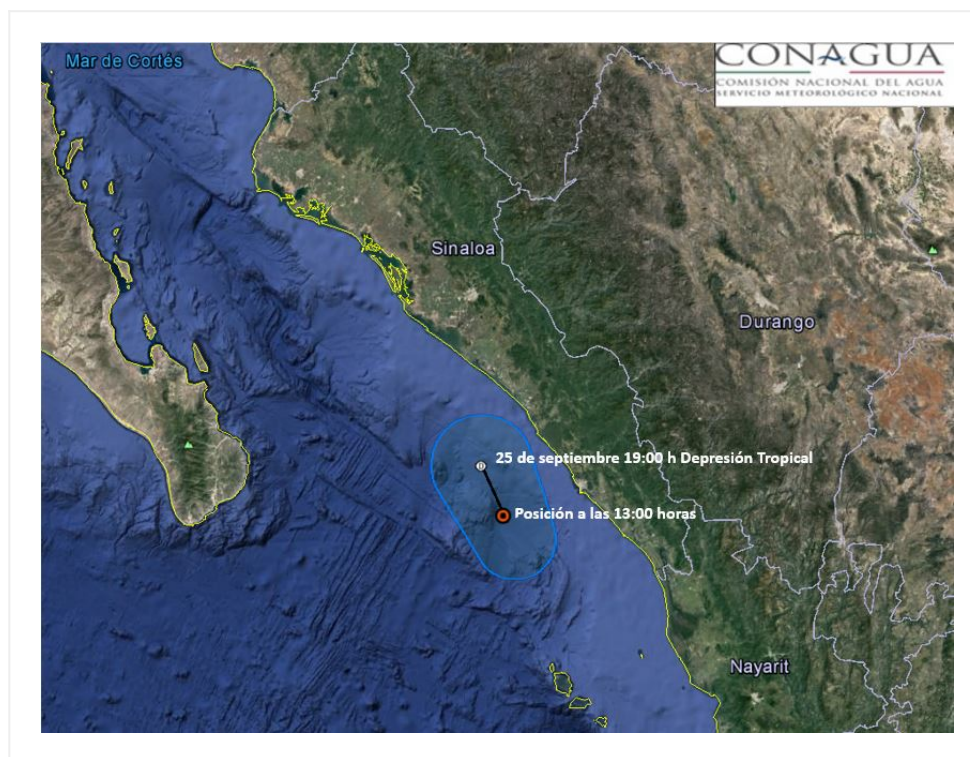 Mar de Cortés
CONAGUA
COMISIÓN NACIONAL DEL AGUA
SERVICIO METEOROLÓGICO NACIONAL
Sinaloa
Durango
25 de septiembre 19:00 h Depresión Tropical
Posición a las 13:00 horas
Nayarit